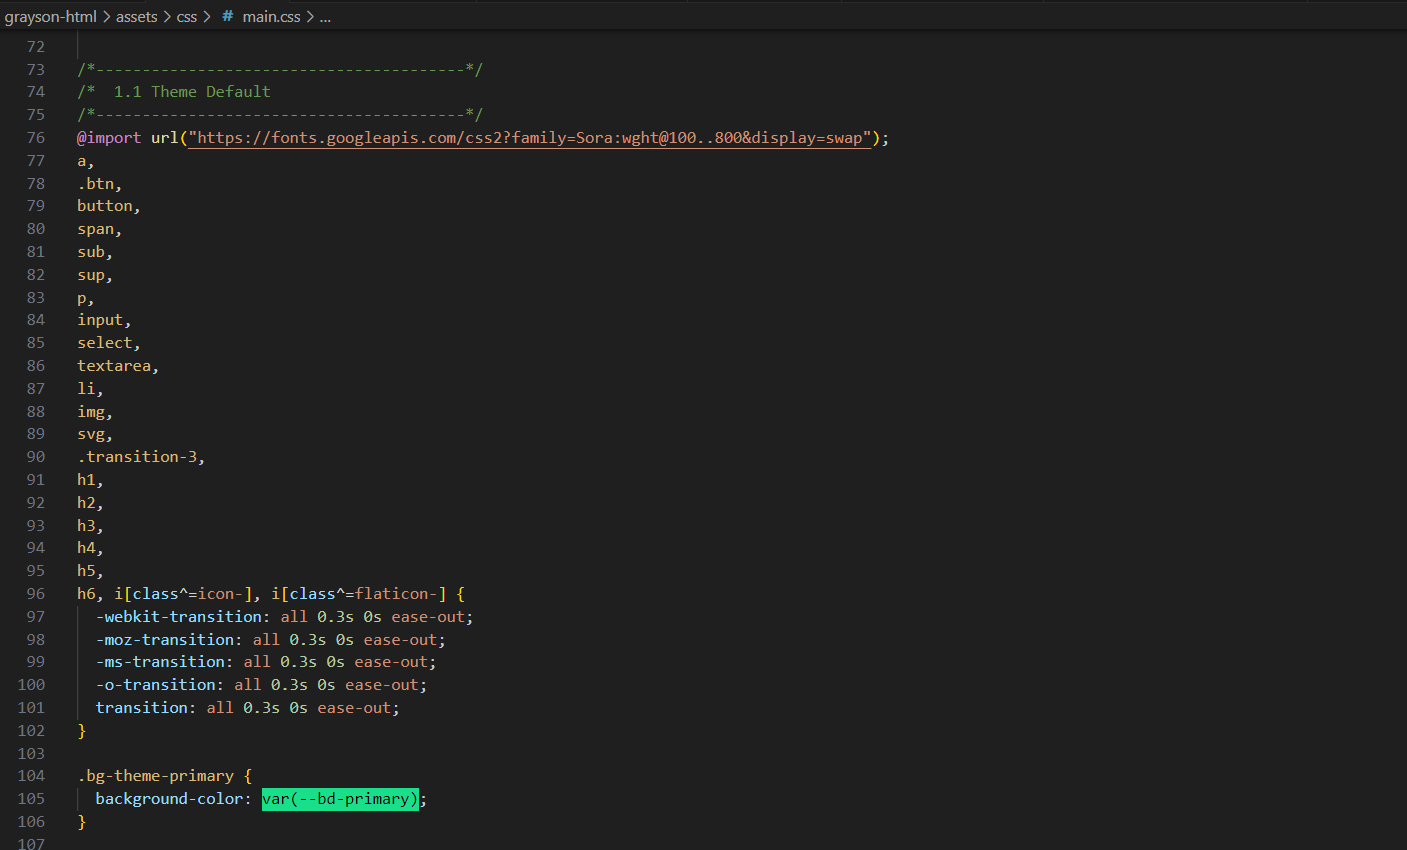 grayson-html > assets > css > # main.css > ...
72
73 /*----------------------------------------*/
74 /*  1.1 Theme Default
75 /*----------------------------------------*/
76 @import url("https://fonts.googleapis.com/css2?family=Sora:wght@100..800&display=swap");
77 a,
78 .btn,
79 button,
80 span,
81 sub,
82 sup,
83 p,
84 input,
85 select,
86 textarea,
87 li,
88 img,
89 svg,
90 .transition-3,
91 h1,
92 h2,
93 h3,
94 h4,
95 h5,
96 h6, i[class^=icon-], i[class^=flaticon-] {
97   -webkit-transition: all 0.3s 0s ease-out;
98   -moz-transition: all 0.3s 0s ease-out;
99   -ms-transition: all 0.3s 0s ease-out;
100   -o-transition: all 0.3s 0s ease-out;
101   transition: all 0.3s 0s ease-out;
102 }
103
104 .bg-theme-primary {
105   background-color: var(--bd-primary);
106 }
107